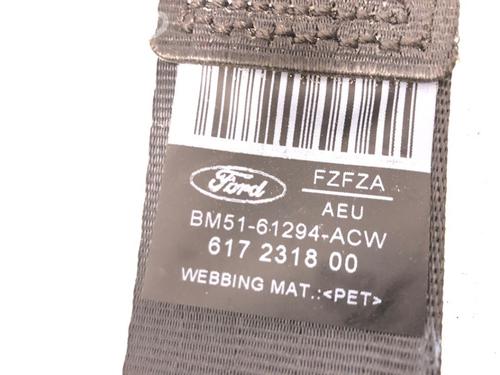 Ford
FZFZA
AEU
BM51-61294-ACW
617 2318 00
WEBBING MAT.:<PET>